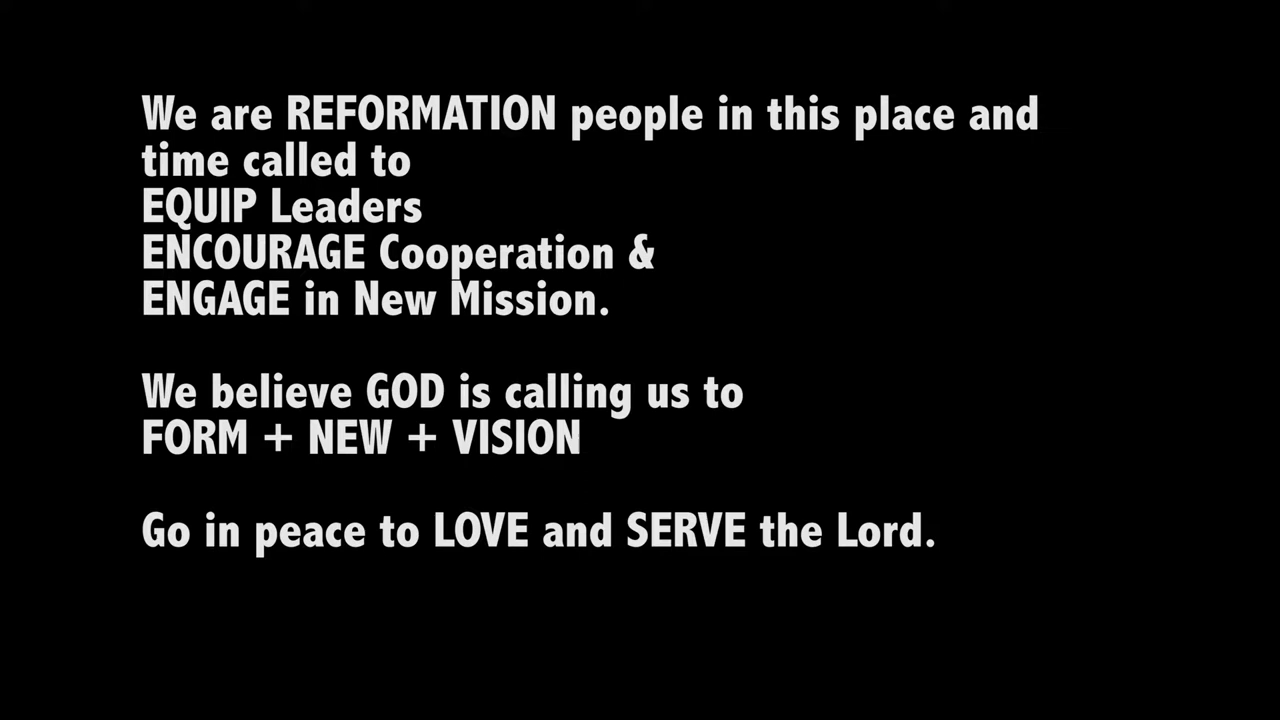 We are REFORMATION people in this place and
time called to
EQUIP Leaders
ENCOURAGE Cooperation &
ENGAGE in New Mission.
We believe GOD is calling us to
FORM + NEW + VISION
Go in peace to LOVE and SERVE the Lord.